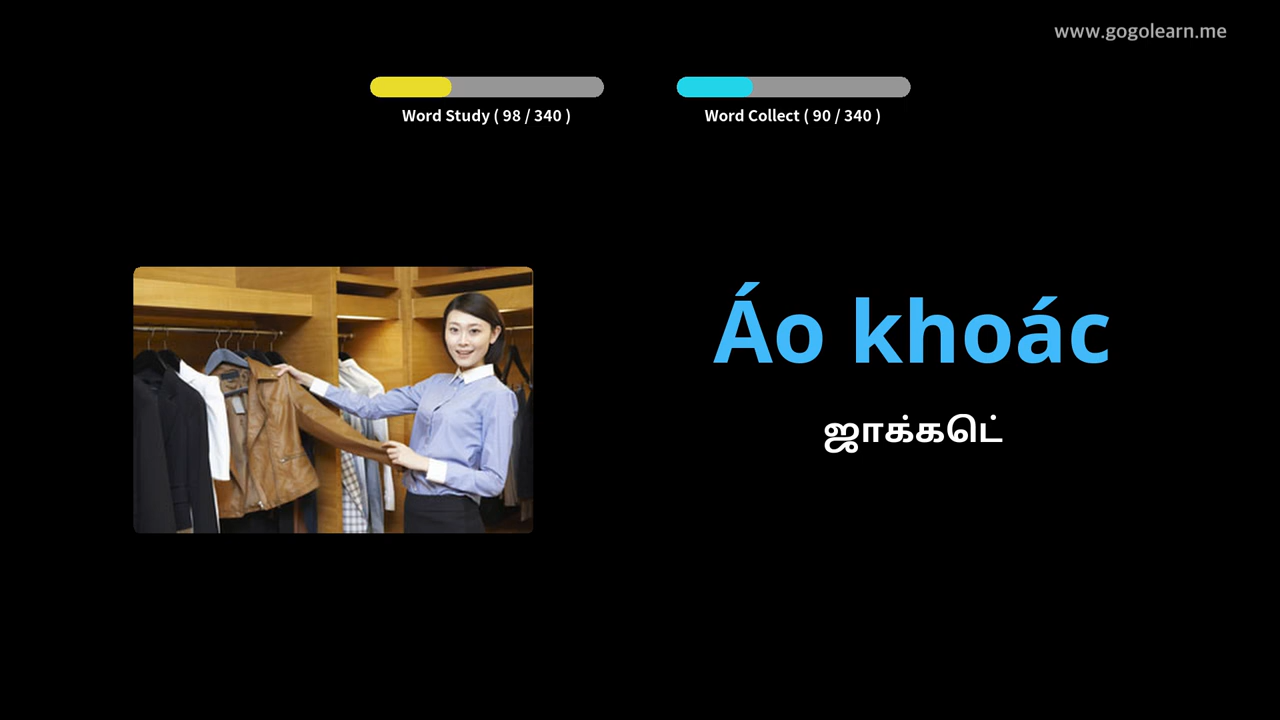 www.gogolearn.me
Word Study ( 98 / 340 )
Word Collect ( 90 / 340 )
Áo khoác
ஜாக்கெட்